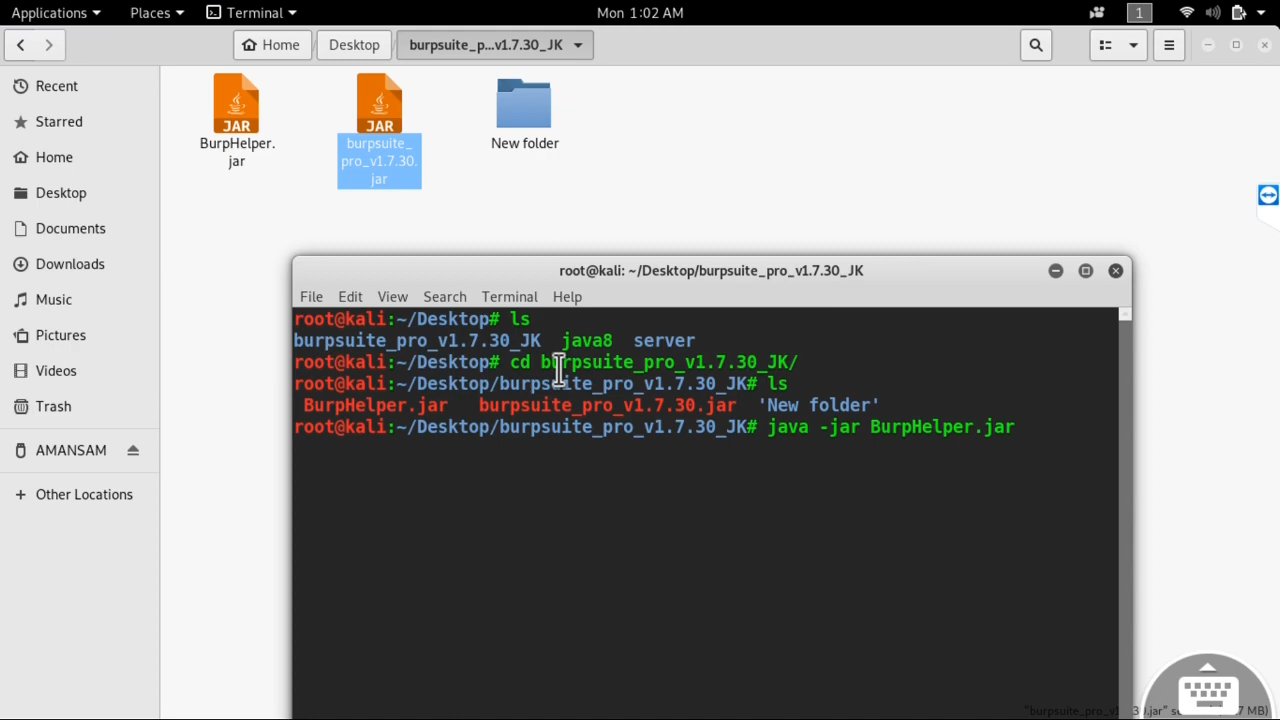 Applications Places Terminal Mon 1:02 AM 1
Home Desktop burpsuite_p...v1.7.30_JK
Recent
Starred
Home
Desktop
Documents
Downloads
Music
Pictures
Videos
Trash
AMANSAM
Other Locations
JAR
BurpHelper.
jar
JAR
burpsuite_
pro_v1.7.30.
jar
New folder
root@kali: ~/Desktop/burpsuite_pro_v1.7.30_JK
File Edit View Search Terminal Help
root@kali:~/Desktop# ls
burpsuite_pro_v1.7.30_JK java8 server
root@kali:~/Desktop# cd burpsuite_pro_v1.7.30_JK/
root@kali:~/Desktop/burpsuite_pro_v1.7.30_JK# ls
BurpHelper.jar burpsuite_pro_v1.7.30.jar 'New folder'
root@kali:~/Desktop/burpsuite_pro_v1.7.30_JK# java -jar BurpHelper.jar